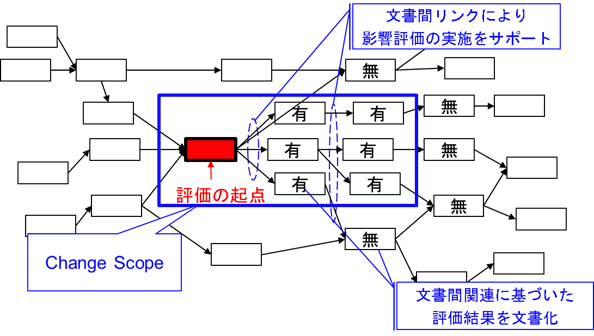 文書間リンクにより
影響評価の実施をサポート
無
有 有 無
有 有 無
有 有
評価の起点
無
無
Change Scope
文書間関連に基づいた
評価結果を文書化